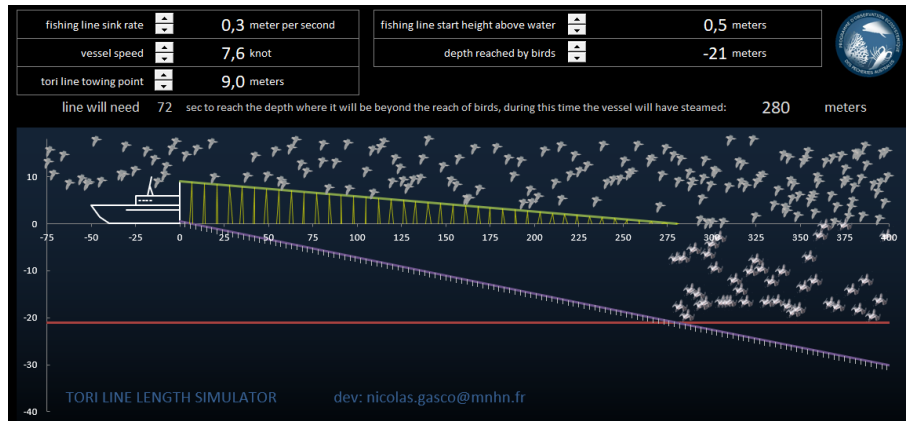 fishing line sink rate 0,3 meter per second
fishing line start height above water 0,5 meters
vessel speed 7,6 knot
depth reached by birds -21 meters
tori line towing point 9,0 meters
line will need 72 sec to reach the depth where it will be beyond the reach of birds, during this time the vessel will have steamed: 280 meters
10
0
-75 -50 -25 0 25 50 75 100 125 150 175 200 225 250 275 300 325 350 375 400
-10
-20
-30
-40
TORI LINE LENGTH SIMULATOR dev: nicolas.gasco@mnhn.fr